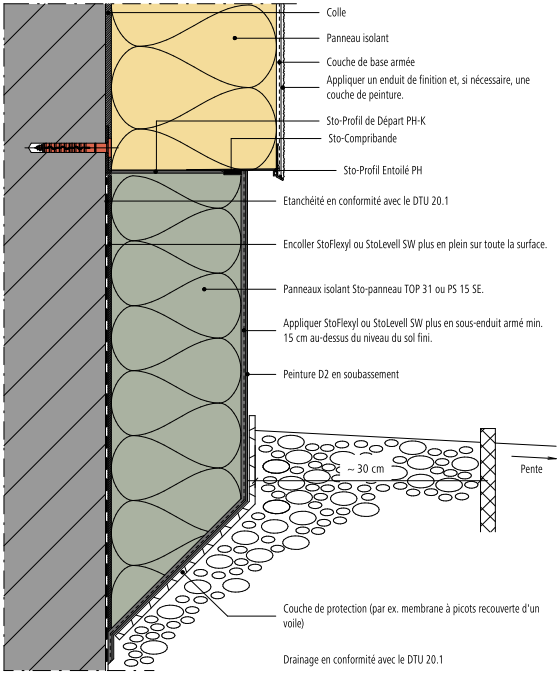 Colle
Panneau isolant
Couche de base armée
Appliquer un enduit de finition et, si nécessaire, une
couche de peinture.
Sto-Profil de Départ PH-K
Sto-Compribande
Sto-Profil Entoilé PH
Etanchéité en conformité avec le DTU 20.1
Encoller StoFlexyl ou StoLevell SW plus en plein sur toute la surface.
Panneaux isolant Sto-panneau TOP 31 ou PS 15 SE.
Appliquer StoFlexyl ou StoLevell SW plus en sous-enduit armé min.
15 cm au-dessus du niveau du sol fini.
Peinture D2 en soubassement
~ 30 cm
Pente
Couche de protection (par ex. membrane à picots recouverte d'un
voile)
Drainage en conformité avec le DTU 20.1